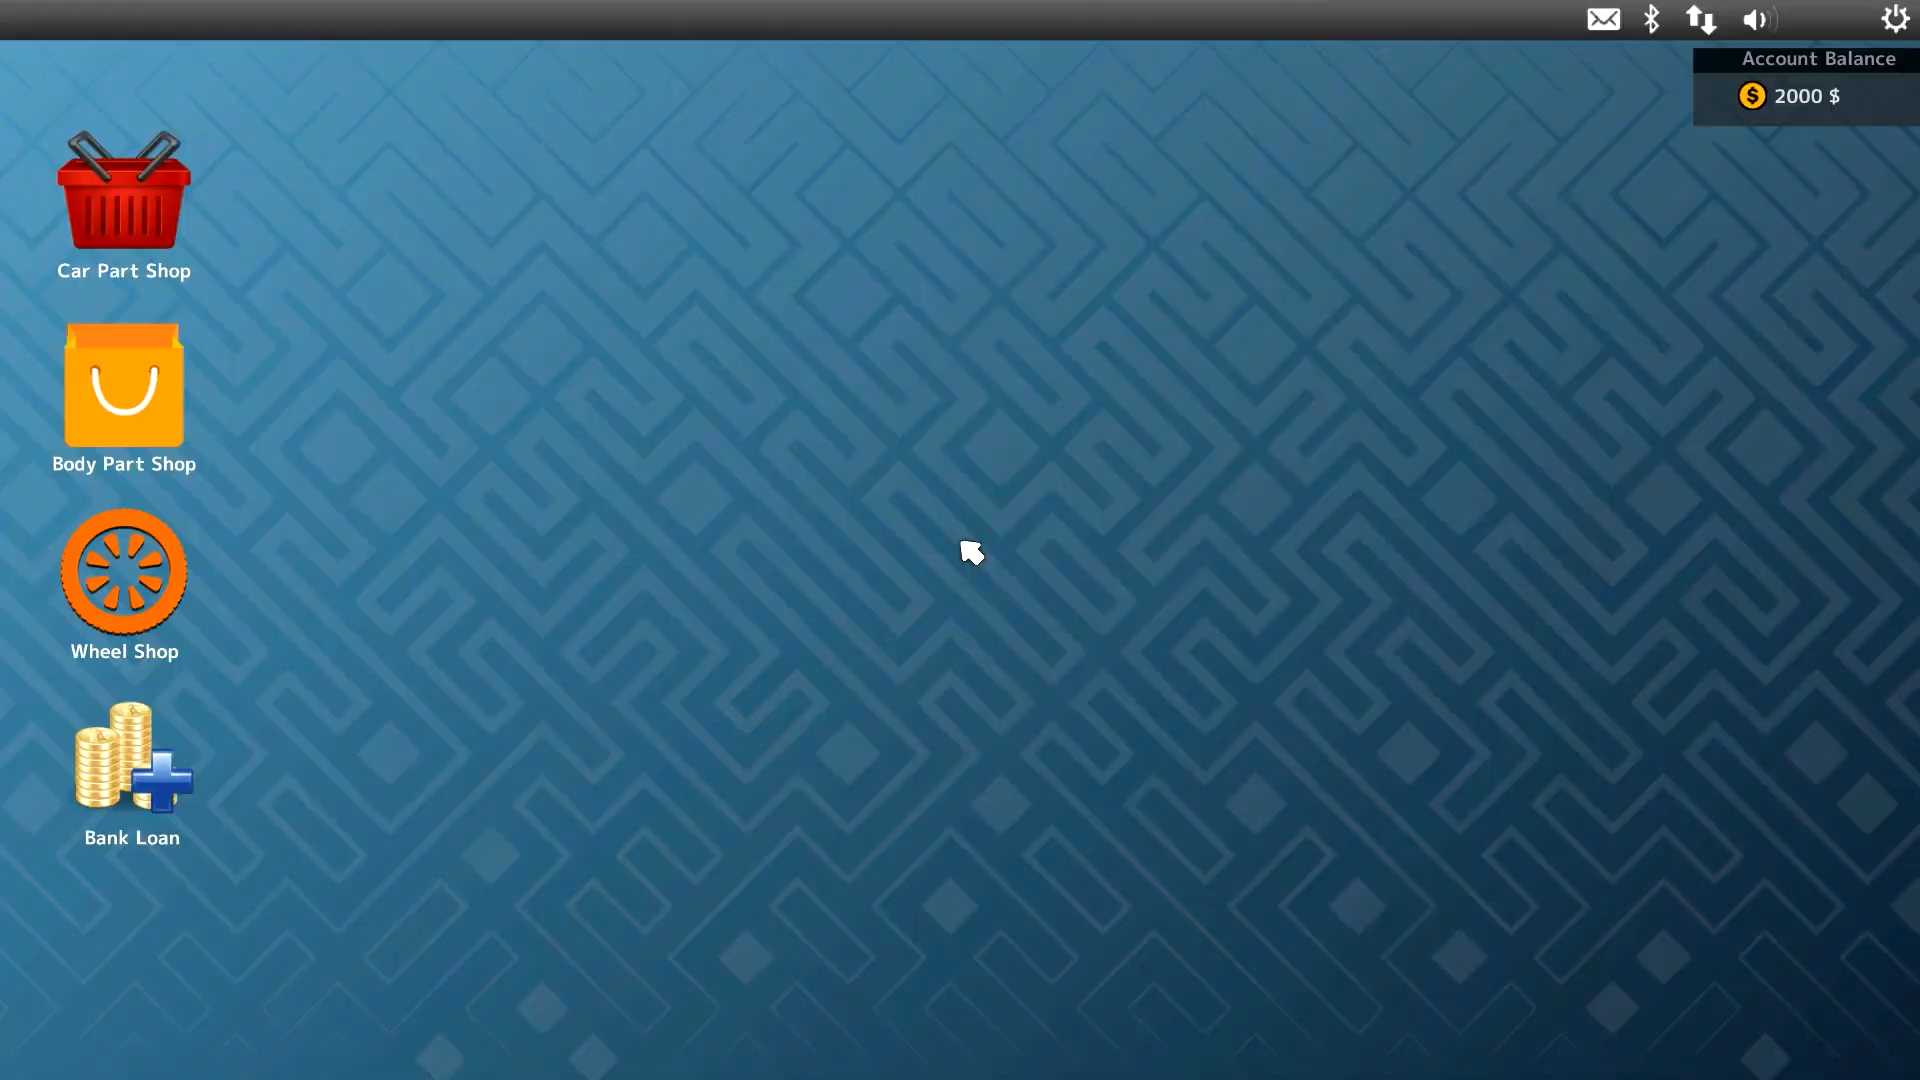 Account Balance
2000 $
Car Part Shop
Body Part Shop
Wheel Shop
Bank Loan